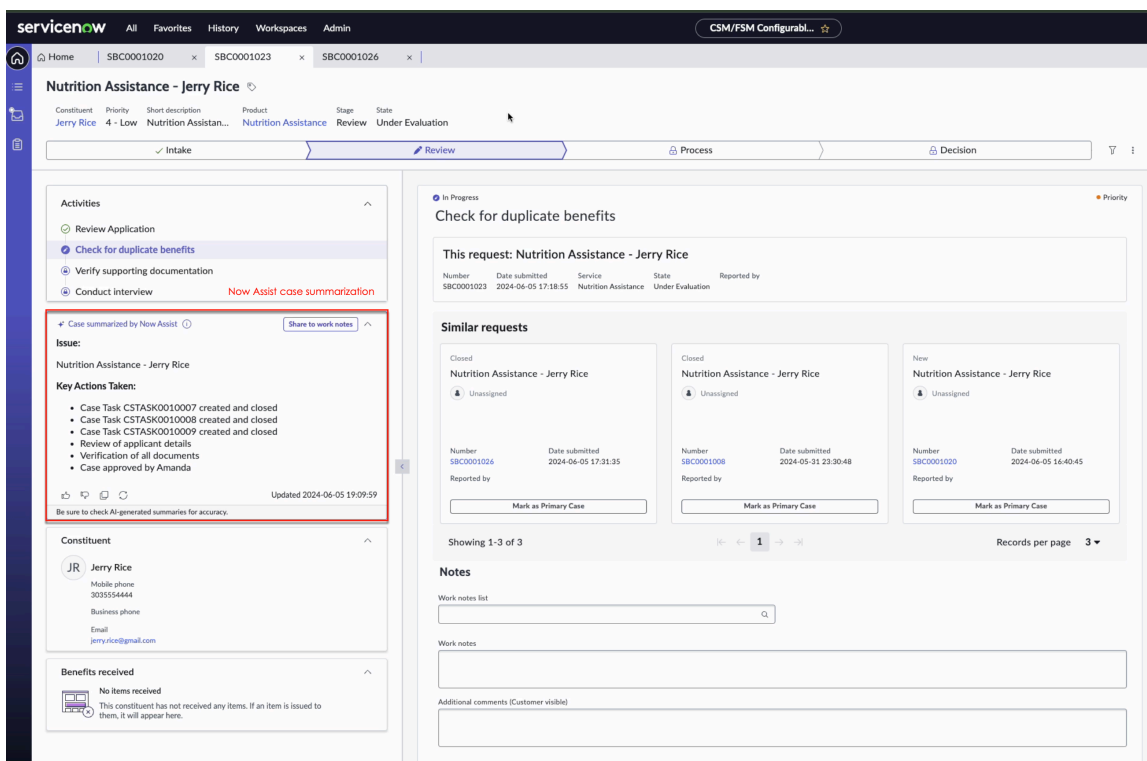 servicenow All Favorites History Workspaces Admin CSM/FSM Configurabl...
Home SBC0001020 × SBC0001023 × SBC0001026 ×
Nutrition Assistance - Jerry Rice
Constituent Priority Short description Product Stage State
Jerry Rice 4 - Low Nutrition Assistan... Nutrition Assistance Review Under Evaluation
Intake Review Process Decision
Activities
Review Application
Check for duplicate benefits
Verify supporting documentation
Conduct interview
Now Assist case summarization
Case summarized by Now Assist Share to work notes
Issue:
Nutrition Assistance - Jerry Rice
Key Actions Taken:
• Case Task CSTASK0010007 created and closed
• Case Task CSTASK0010008 created and closed
• Case Task CSTASK0010009 created and closed
• Review of applicant details
• Verification of all documents
• Case approved by Amanda
Updated 2024-06-05 19:09:59
Be sure to check AI-generated summaries for accuracy.
Constituent
JR Jerry Rice
Mobile phone
3035554444
Business phone
Email
jerry.rice@gmail.com
Benefits received
No items received
This constituent has not received any items. If an item is issued to
them, it will appear here.
In Progress Priority
Check for duplicate benefits
This request: Nutrition Assistance - Jerry Rice
Number Date submitted Service State Reported by
SBC0001023 2024-06-05 17:18:55 Nutrition Assistance Under Evaluation
Similar requests
Closed
Nutrition Assistance - Jerry Rice
Unassigned
Number Date submitted
SBC0001026 2024-06-05 17:31:35
Reported by
Mark as Primary Case
Closed
Nutrition Assistance - Jerry Rice
Unassigned
Number Date submitted
SBC0001008 2024-05-31 23:30:48
Reported by
Mark as Primary Case
New
Nutrition Assistance - Jerry Rice
Unassigned
Number Date submitted
SBC0001020 2024-06-05 16:40:45
Reported by
Mark as Primary Case
Showing 1-3 of 3 1 Records per page 3
Notes
Work notes list
Work notes
Additional comments (Customer visible)